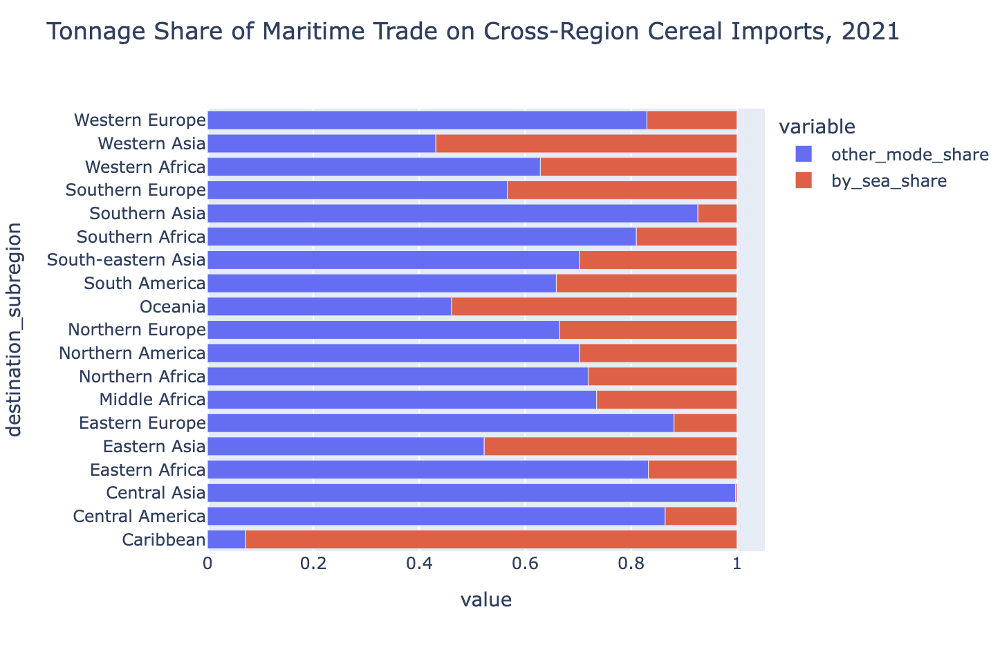 Tonnage Share of Maritime Trade on Cross-Region Cereal Imports, 2021
destination_subregion
Western Europe
Western Asia
Western Africa
Southern Europe
Southern Asia
Southern Africa
South-eastern Asia
South America
Oceania
Northern Europe
Northern America
Northern Africa
Middle Africa
Eastern Europe
Eastern Asia
Eastern Africa
Central Asia
Central America
Caribbean
0 0.2 0.4 0.6 0.8 1
value
variable
other_mode_share
by_sea_share